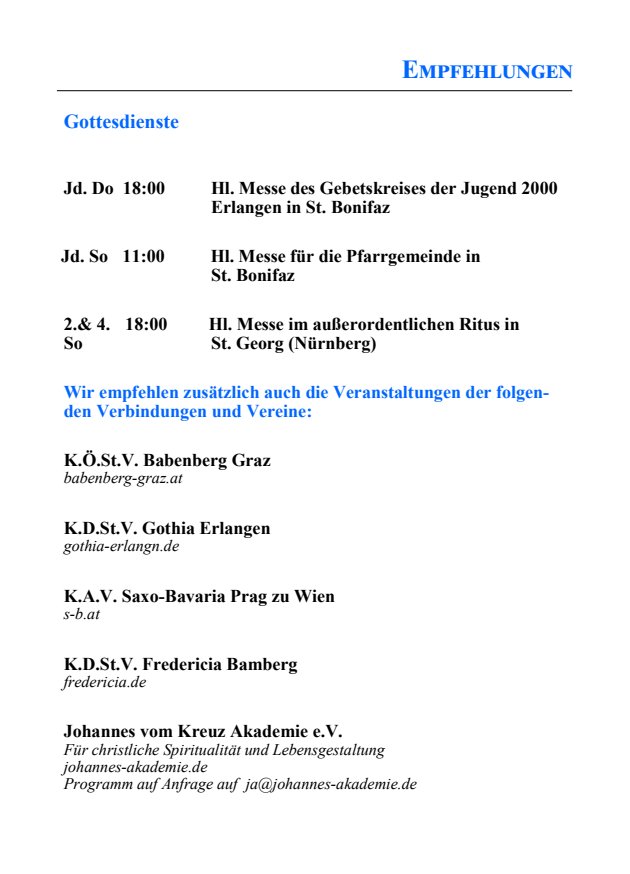 EMPFEHLUNGEN
Gottesdienste
Jd. Do 18:00 Hl. Messe des Gebetskreises der Jugend 2000
Erlangen in St. Bonifaz
Jd. So 11:00 Hl. Messe für die Pfarrgemeinde in
St. Bonifaz
2.& 4. 18:00 Hl. Messe im außerordentlichen Ritus in
So St. Georg (Nürnberg)
Wir empfehlen zusätzlich auch die Veranstaltungen der folgen-
den Verbindungen und Vereine:
K.Ö.St.V. Babenberg Graz
babenberg-graz.at
K.D.St.V. Gothia Erlangen
gothia-erlangn.de
K.A.V. Saxo-Bavaria Prag zu Wien
s-b.at
K.D.St.V. Fredericia Bamberg
fredericia.de
Johannes vom Kreuz Akademie e.V.
Für christliche Spiritualität und Lebensgestaltung
johannes-akademie.de
Programm auf Anfrage auf ja@johannes-akademie.de